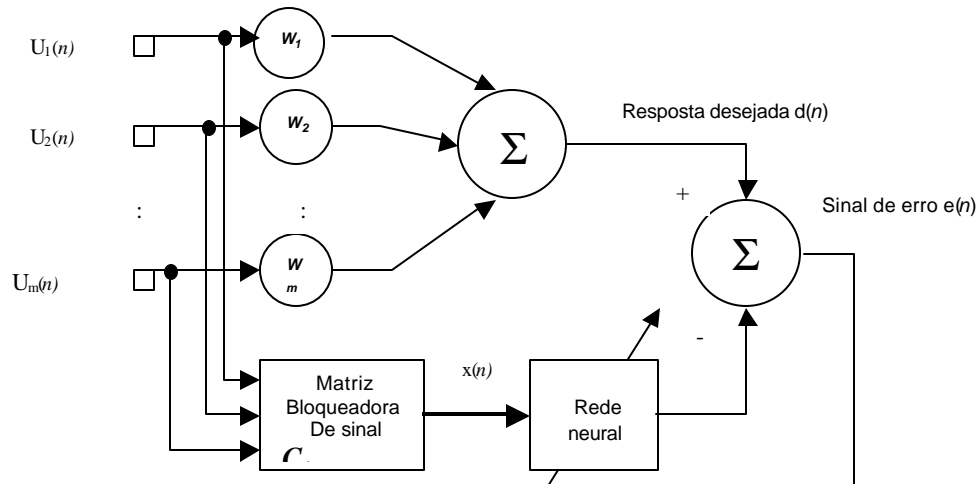 U1(n)
W1
U2(n)
W2
Σ
Resposta desejada d(n)
+
Sinal de erro e(n)
:
:
Σ
Um(n)
W
m
-
x(n)
Matriz
Bloqueadora
De sinal
C
Rede
neural